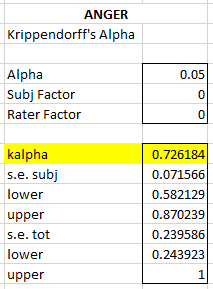 ANGER
Krippendorff's Alpha
Alpha 0.05
Subj Factor 0
Rater Factor 0
kalpha 0.726184
s.e. subj 0.071566
lower 0.582129
upper 0.870239
s.e. tot 0.239586
lower 0.243923
upper 1